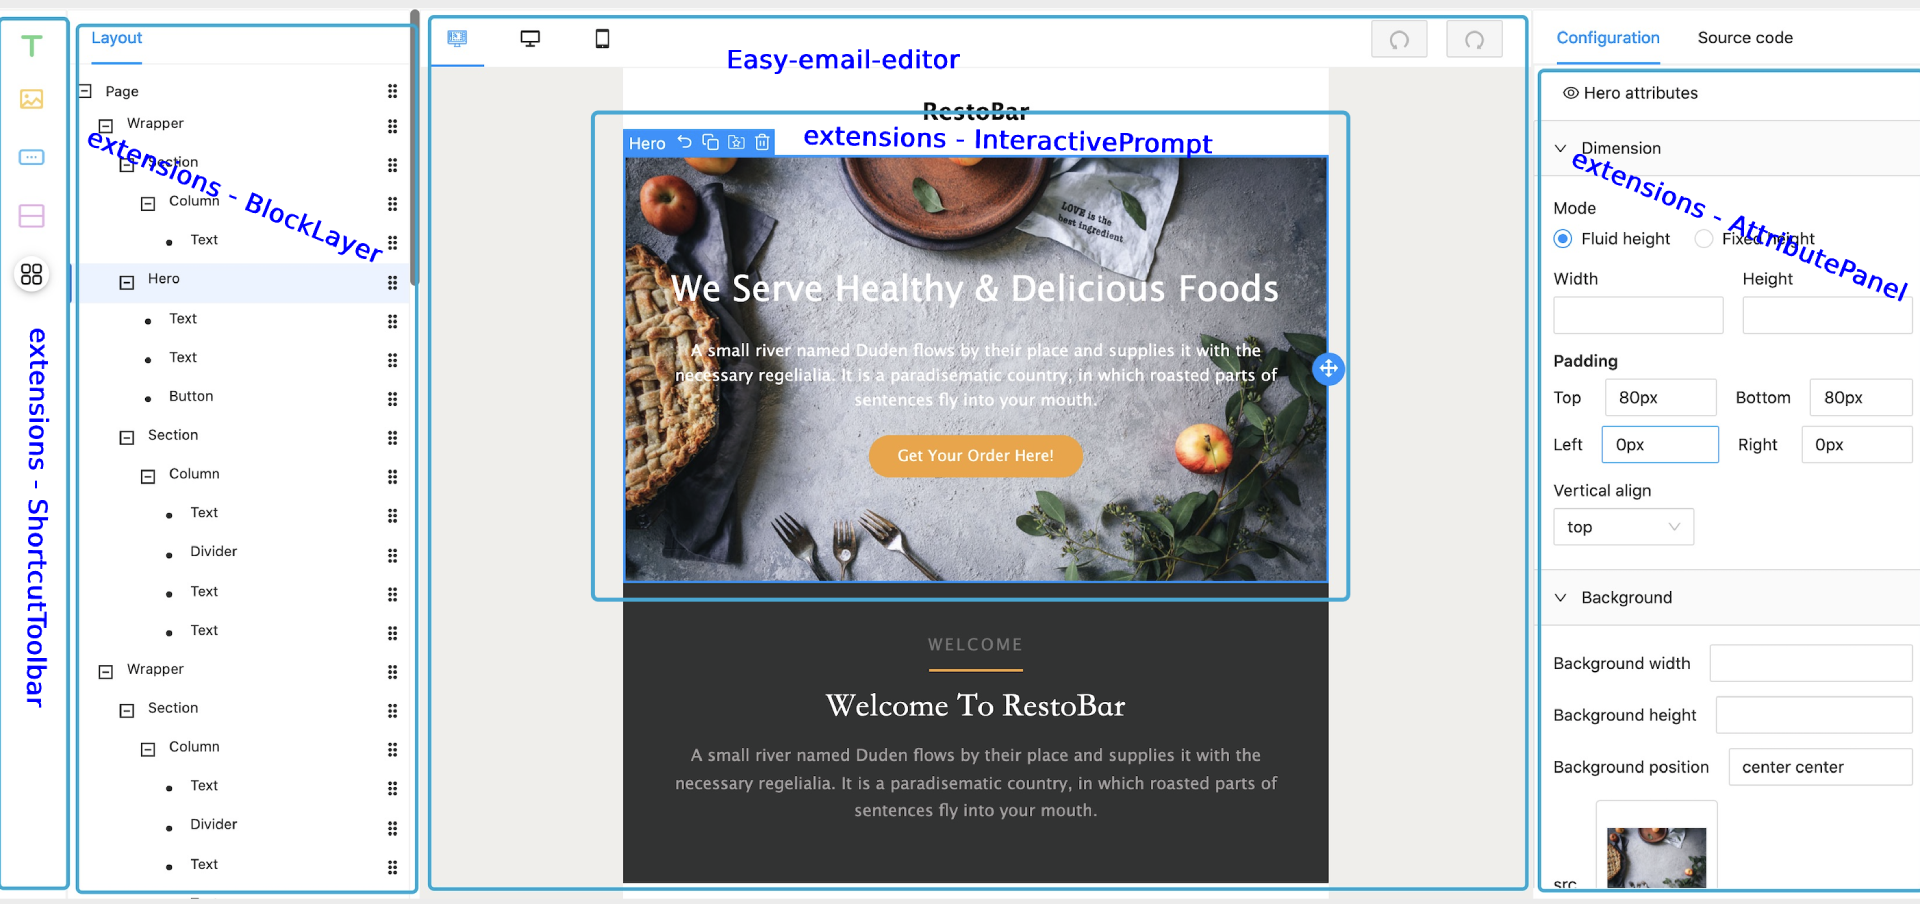 T
Layout
Page
Wrapper
Section
Column
Text
Hero
Text
Text
Button
Section
Column
Text
Divider
Text
Text
Wrapper
Section
Column
Text
Divider
Text
extensions - ShortcutToolbar
extensions - BlockLayer
Easy-email-editor
RestoBar
extensions - InteractivePrompt
Hero
LOVE is the
best ingredient
We Serve Healthy & Delicious Foods
A small river named Duden flows by their place and supplies it with the
necessary regelialia. It is a paradisematic country, in which roasted parts of
sentences fly into your mouth.
Get Your Order Here!
WELCOME
Welcome To RestoBar
A small river named Duden flows by their place and supplies it with the
necessary regelialia. It is a paradisematic country, in which roasted parts of
sentences fly into your mouth.
Configuration Source code
Hero attributes
Dimension
extensions - AttributePanel
Mode
Fluid height Fixed height
Width Height
Padding
Top 80px Bottom 80px
Left 0px Right 0px
Vertical align
top
Background
Background width
Background height
Background position center center
src